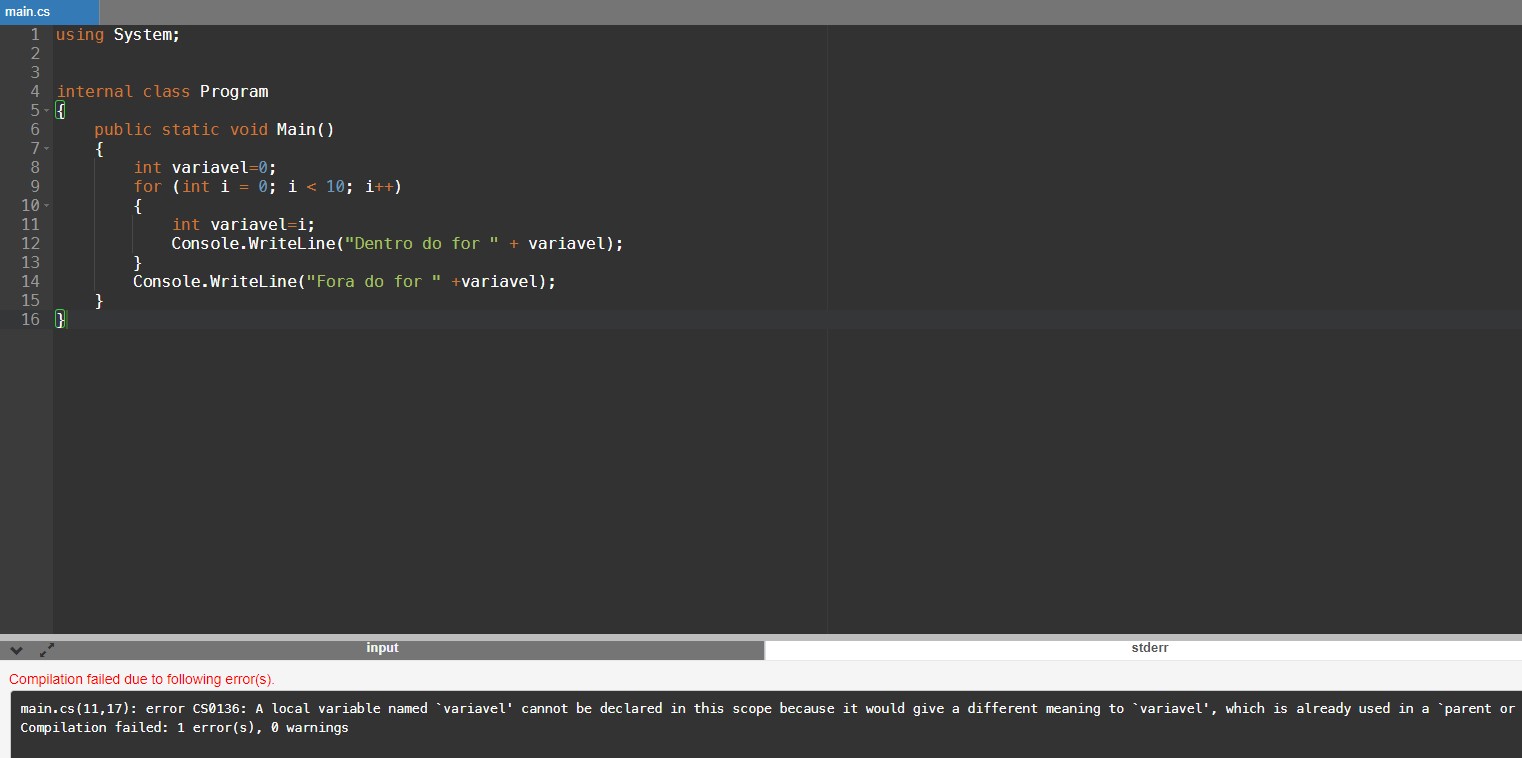 main.cs
1 using System;
2
3
4 internal class Program
5 {
6     public static void Main()
7     {
8         int variavel=0;
9         for (int i = 0; i < 10; i++)
10         {
11             int variavel=i;
12             Console.WriteLine("Dentro do for " + variavel);
13         }
14         Console.WriteLine("Fora do for " +variavel);
15     }
16 }
input
stderr
Compilation failed due to following error(s).
main.cs(11,17): error CS0136: A local variable named `variavel' cannot be declared in this scope because it would give a different meaning to `variavel', which is already used in a `parent or
Compilation failed: 1 error(s), 0 warnings